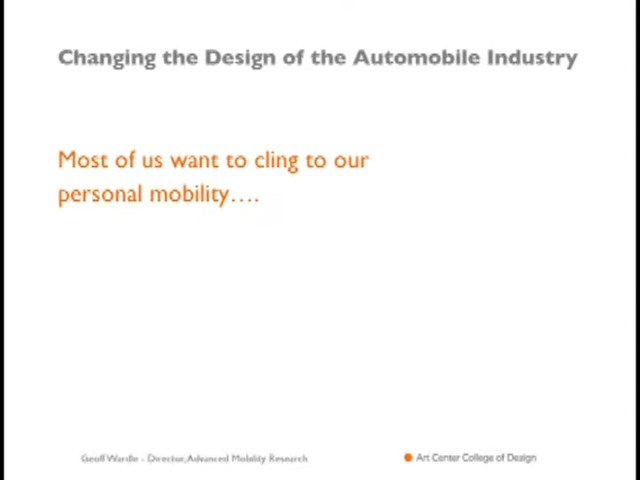 Changing the Design of the Automobile Industry
Most of us want to cling to our
personal mobility….
Geoff Wardle - Director, Advanced Mobility Research
Art Center College of Design